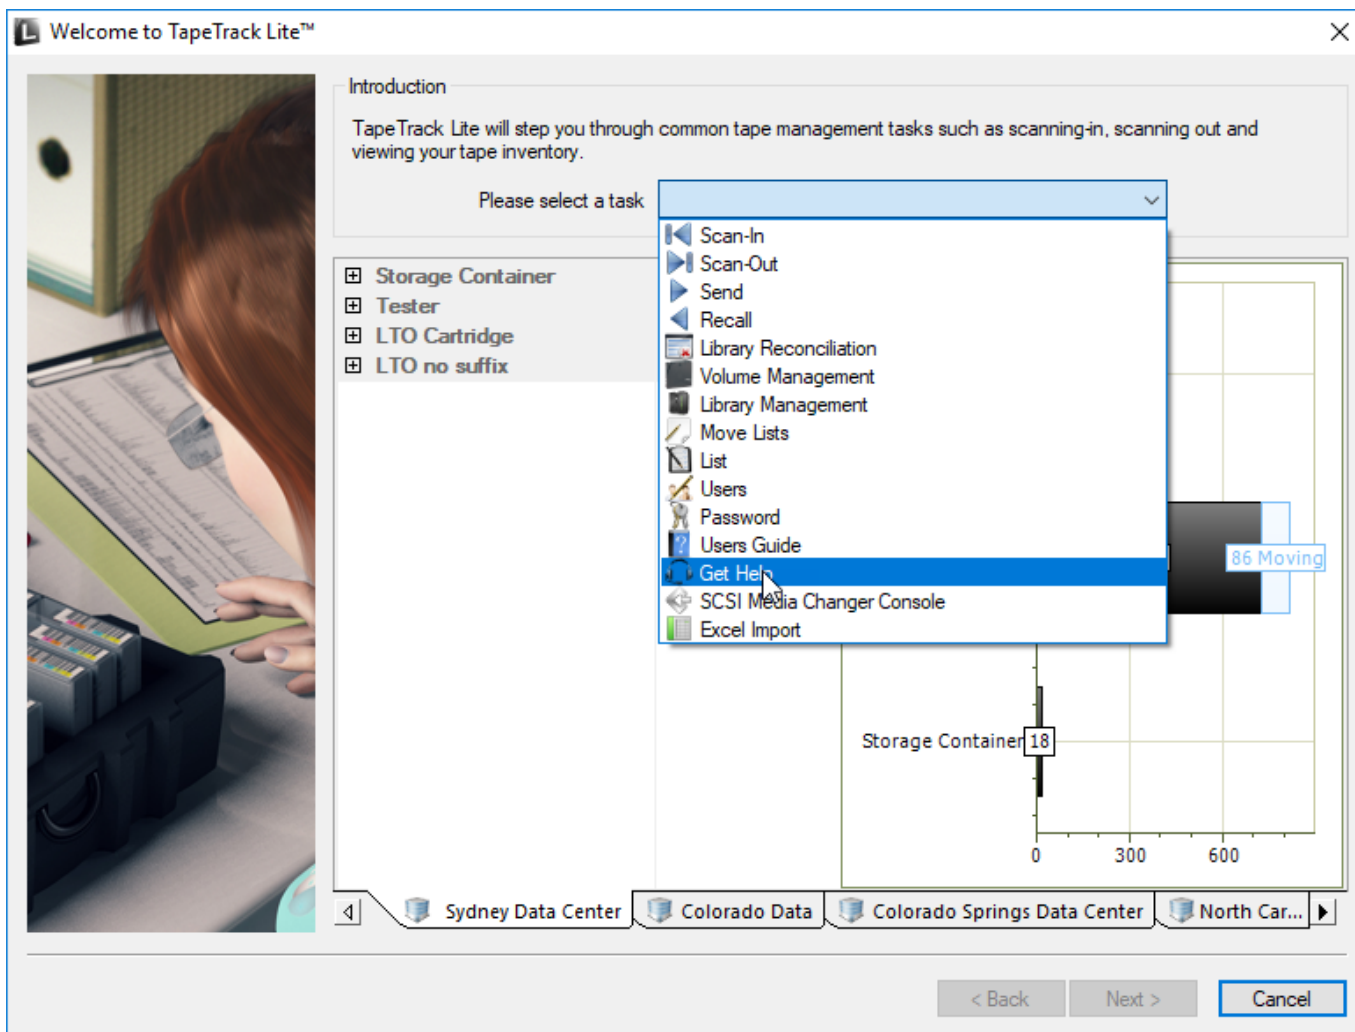 Welcome to TapeTrack Lite™
Introduction
TapeTrack Lite will step you through common tape management tasks such as scanning-in, scanning out and
viewing your tape inventory.
Please select a task
Scan-In
Scan-Out
Send
Recall
Library Reconciliation
Volume Management
Library Management
Move Lists
List
Users
Password
Users Guide
Get Help
SCSI Media Changer Console
Excel Import
Storage Container
Tester
LTO Cartridge
LTO no suffix
86 Moving
Storage Container 18
0 300 600
Sydney Data Center
Colorado Data
Colorado Springs Data Center
North Car...
< Back
Next >
Cancel